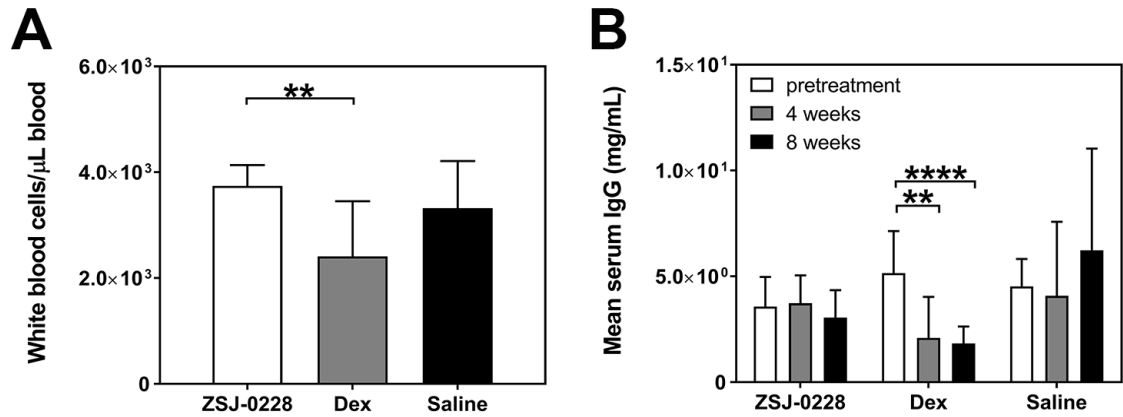 A
White blood cells/μL blood
6.0×10³
4.0×10³
2.0×10³
0
**
ZSJ-0228
Dex
Saline
B
Mean serum IgG (mg/mL)
1.5×10¹
1.0×10¹
5.0×10⁰
0
pretreatment
4 weeks
8 weeks
****
**
ZSJ-0228
Dex
Saline